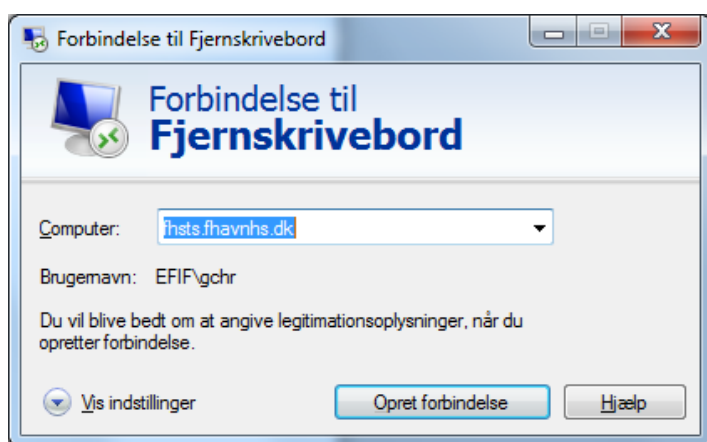 Forbindelse til Fjernskrivebord
Forbindelse til
Fjernskrivebord
Computer: fhsts.fhavnhs.dk
Brugernavn: EFIF\gchr
Du vil blive bedt om at angive legitimationsoplysninger, når du
opretter forbindelse.
Vis indstillinger Opret forbindelse Hjælp